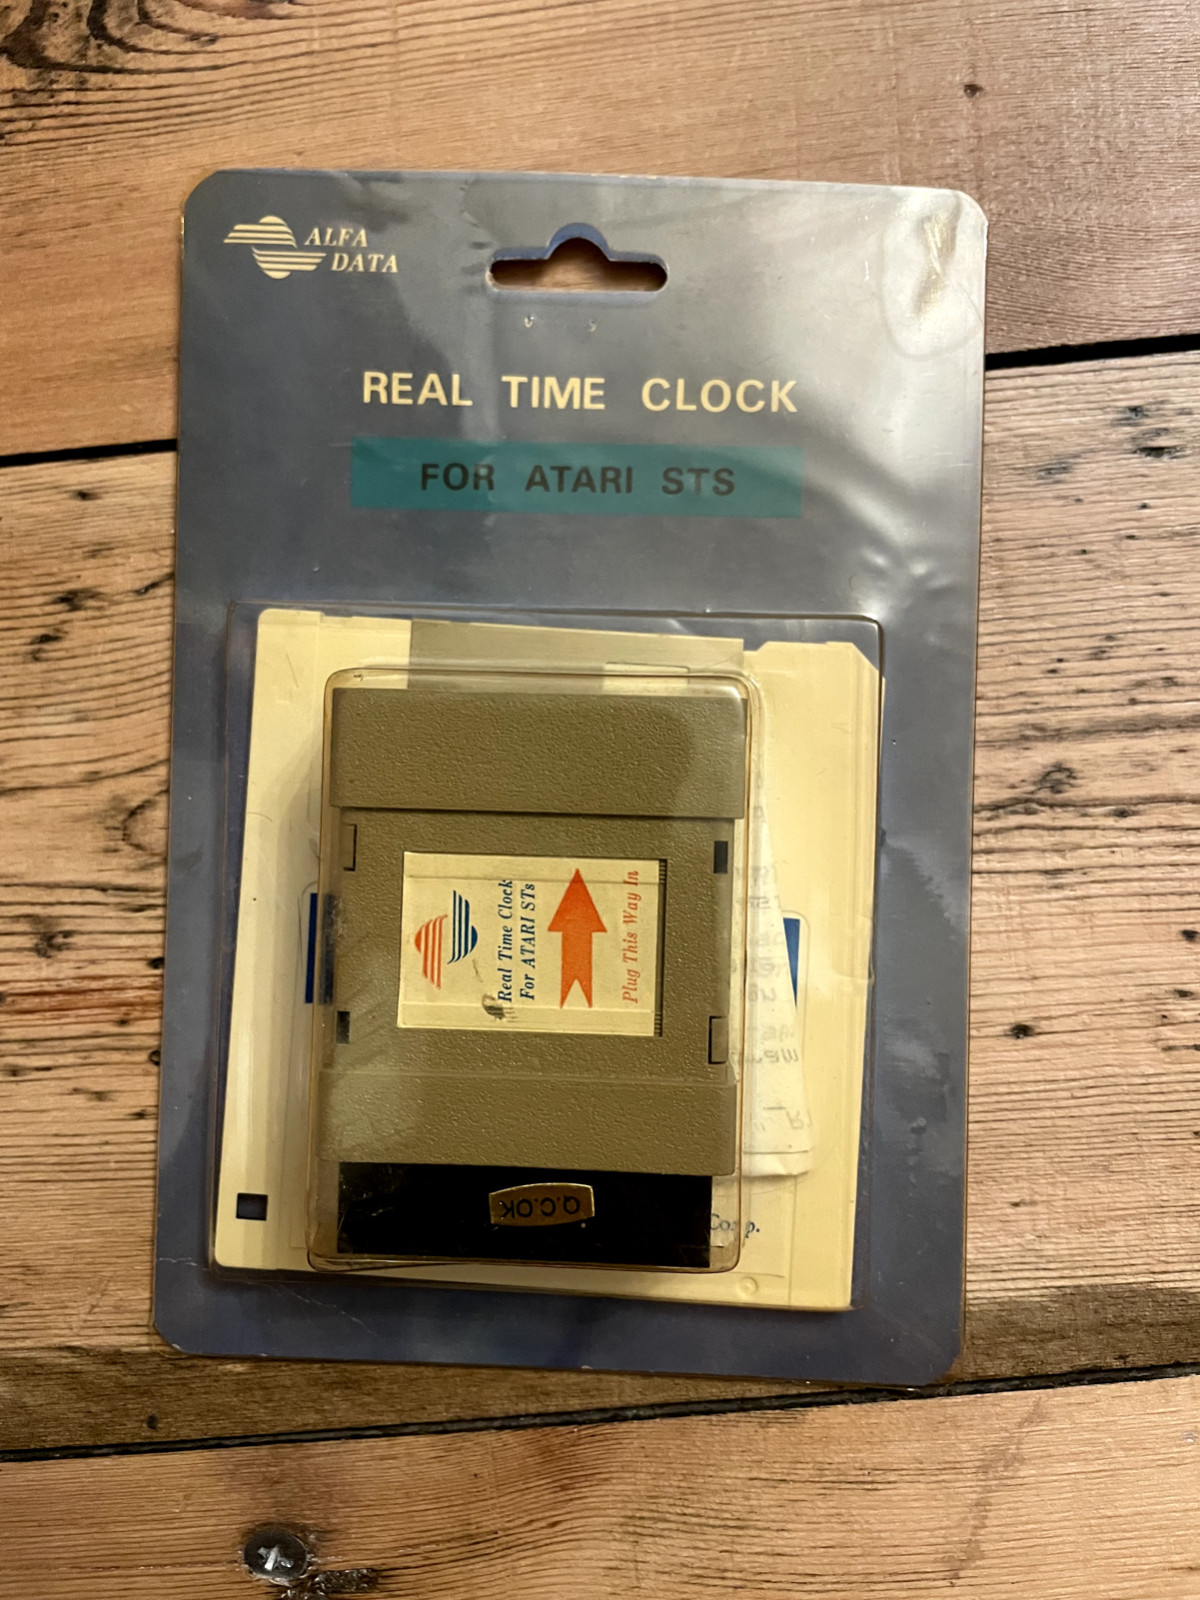 ALFA
DATA
REAL TIME CLOCK
FOR ATARI STS
Real Time Clock
For ATARI STs
Plug This Way In
Q.C.OK
Corp.